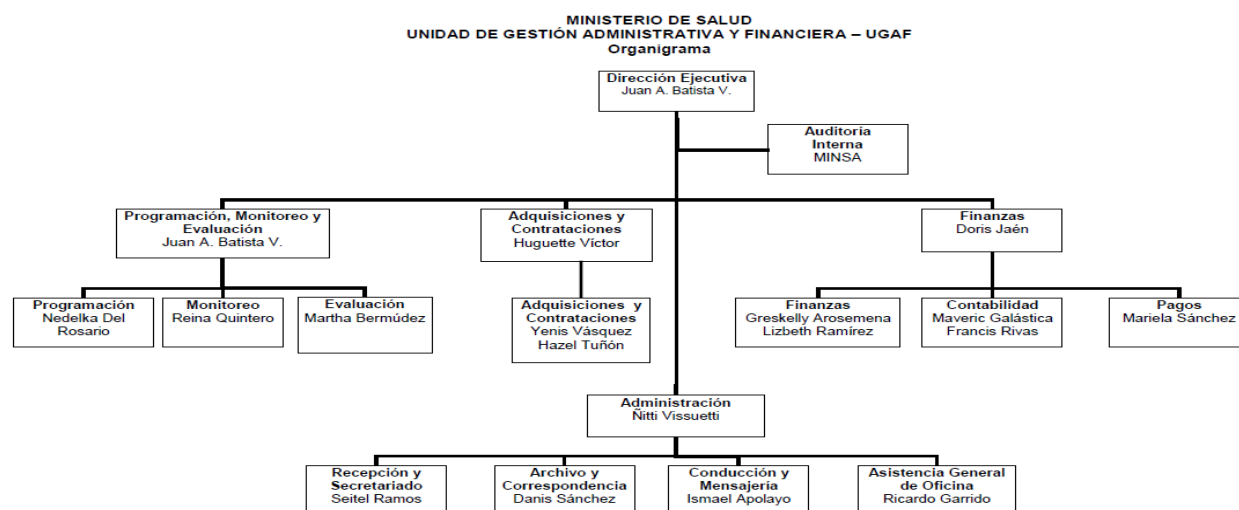 MINISTERIO DE SALUD
UNIDAD DE GESTIÓN ADMINISTRATIVA Y FINANCIERA – UGAF
Organigrama
Dirección Ejecutiva
Juan A. Batista V.
Auditoría
Interna
MINSA
Programación, Monitoreo y
Evaluación
Juan A. Batista V.
Adquisiciones y
Contrataciones
Huguette Víctor
Finanzas
Doris Jaén
Programación
Nedelka Del
Rosario
Monitoreo
Reina Quintero
Evaluación
Martha Bermúdez
Adquisiciones y
Contrataciones
Yenis Vásquez
Hazel Tuñón
Finanzas
Greskelly Arosemena
Lizbeth Ramírez
Contabilidad
Maveric Galástica
Francis Rivas
Pagos
Mariela Sánchez
Administración
Ñitti Vissuetti
Recepción y
Secretariado
Seitel Ramos
Archivo y
Correspondencia
Danis Sánchez
Conducción y
Mensajería
Ismael Apolayo
Asistencia General
de Oficina
Ricardo Garrido